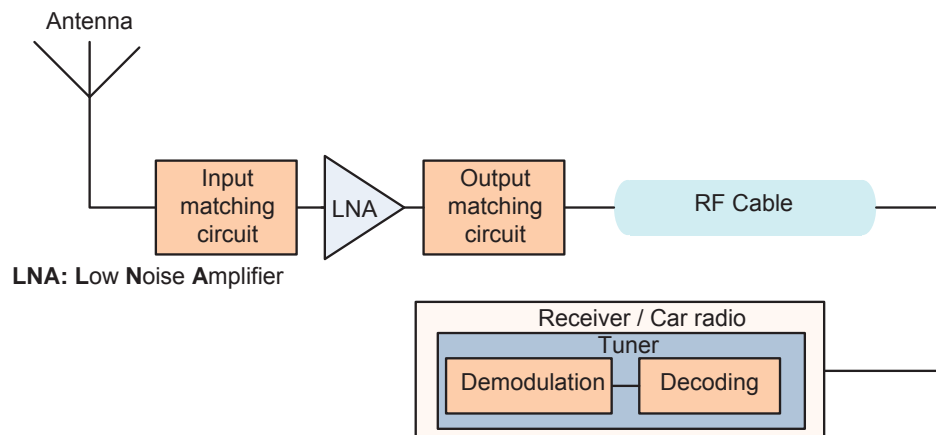 Antenna
Input
matching
circuit
LNA
Output
matching
circuit
RF Cable
LNA: Low Noise Amplifier
Receiver / Car radio
Tuner
Demodulation
Decoding